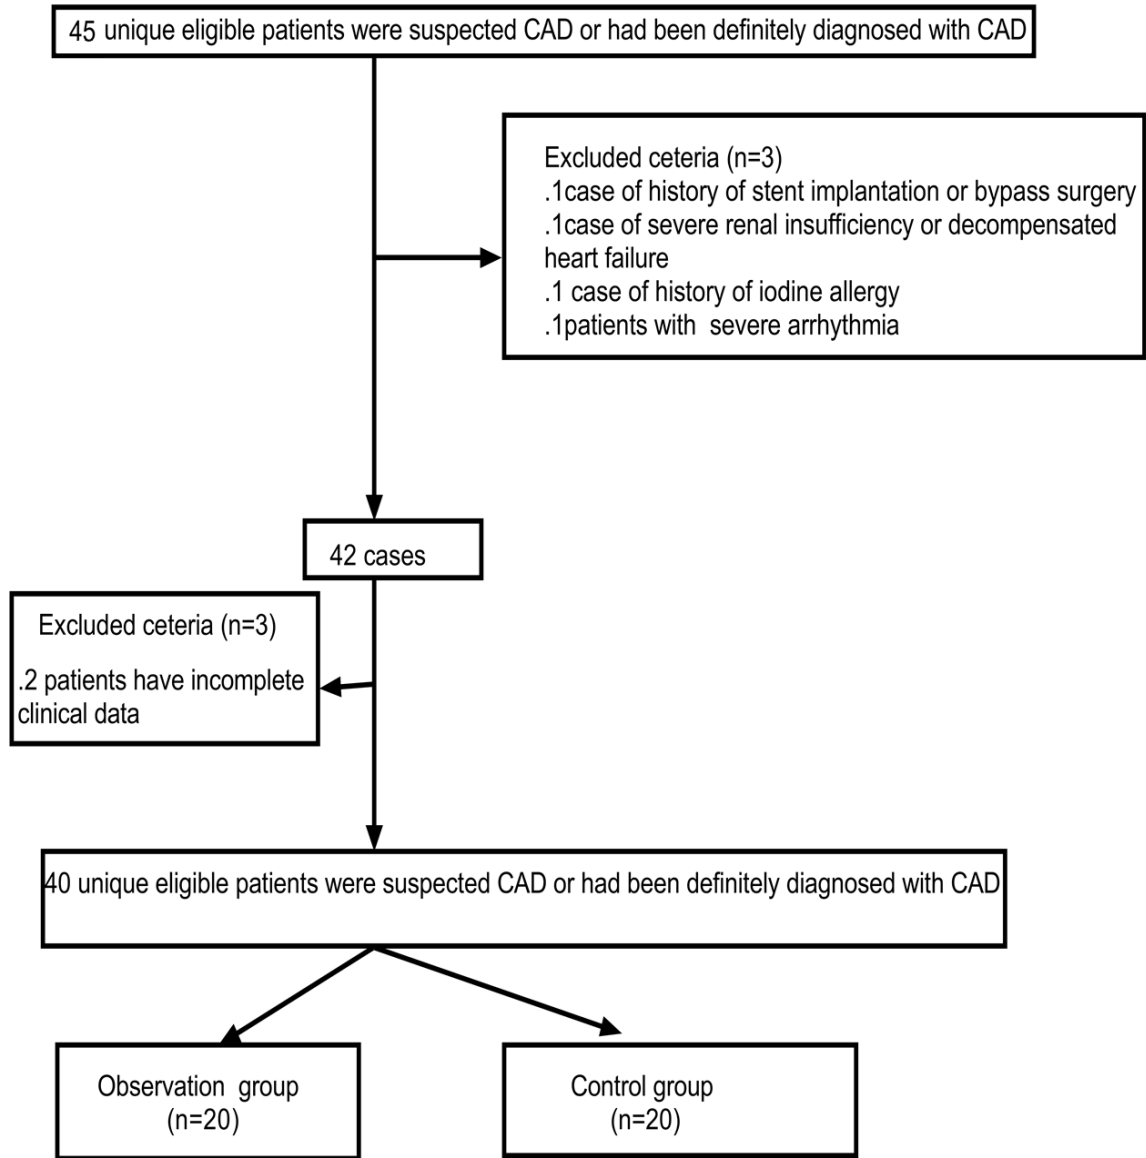 45 unique eligible patients were suspected CAD or had been definitely diagnosed with CAD
Excluded ceteria (n=3)
.1case of history of stent implantation or bypass surgery
.1case of severe renal insufficiency or decompensated
heart failure
.1 case of history of iodine allergy
.1patients with severe arrhythmia
42 cases
Excluded ceteria (n=3)
.2 patients have incomplete
clinical data
40 unique eligible patients were suspected CAD or had been definitely diagnosed with CAD
Observation group
(n=20)
Control group
(n=20)